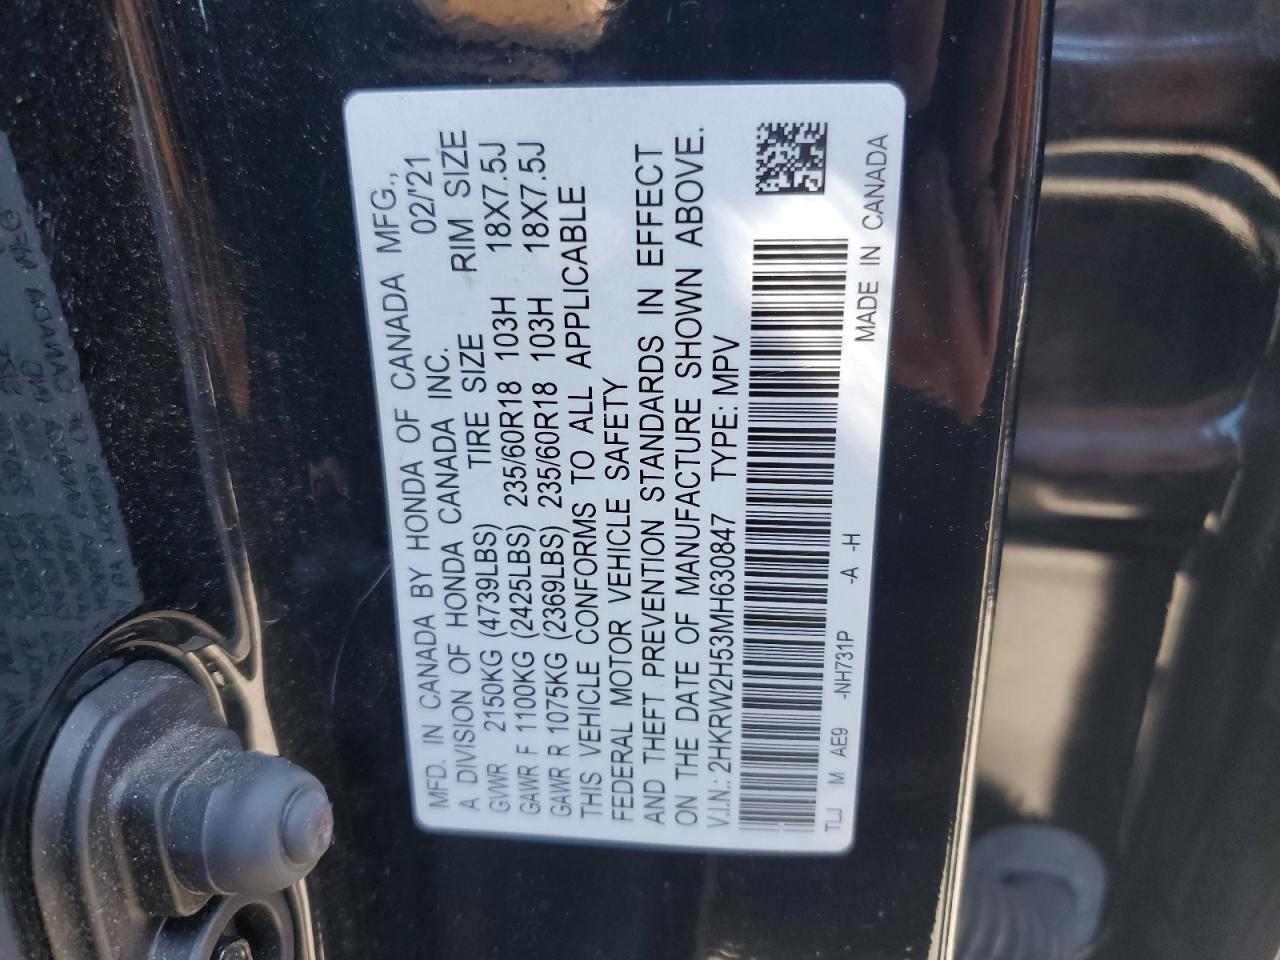 MFD. IN CANADA BY HONDA OF CANADA MFG.,
A DIVISION OF HONDA CANADA INC. 02/'21
GVWR 2150KG (4739LBS) TIRE SIZE RIM SIZE
GAWR F 1100KG (2425LBS) 235/60R18 103H 18X7.5J
GAWR R 1075KG (2369LBS) 235/60R18 103H 18X7.5J
THIS VEHICLE CONFORMS TO ALL APPLICABLE
FEDERAL MOTOR VEHICLE SAFETY
AND THEFT PREVENTION STANDARDS IN EFFECT
ON THE DATE OF MANUFACTURE SHOWN ABOVE.
V.I.N.: 2HKRW2H53MH630847 TYPE: MPV
TLJ M AE9 -NH731P -A -H MADE IN CANADA